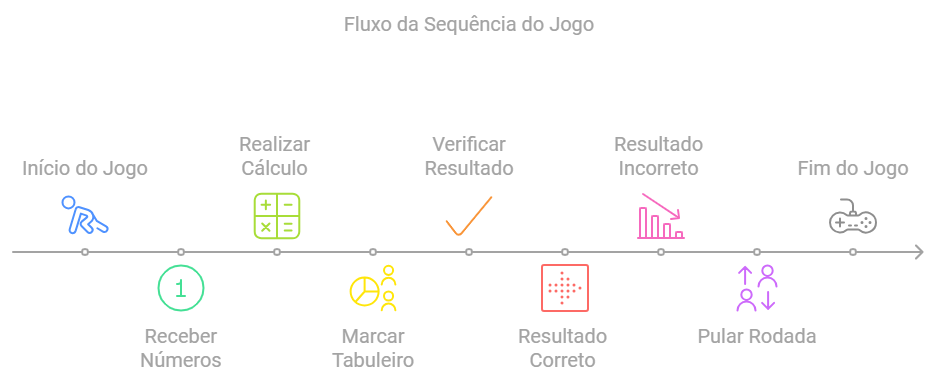 Fluxo da Sequência do Jogo
Início do Jogo
Receber
Números
Realizar
Cálculo
Marcar
Tabuleiro
Verificar
Resultado
Resultado
Correto
Resultado
Incorreto
Pular Rodada
Fim do Jogo
1